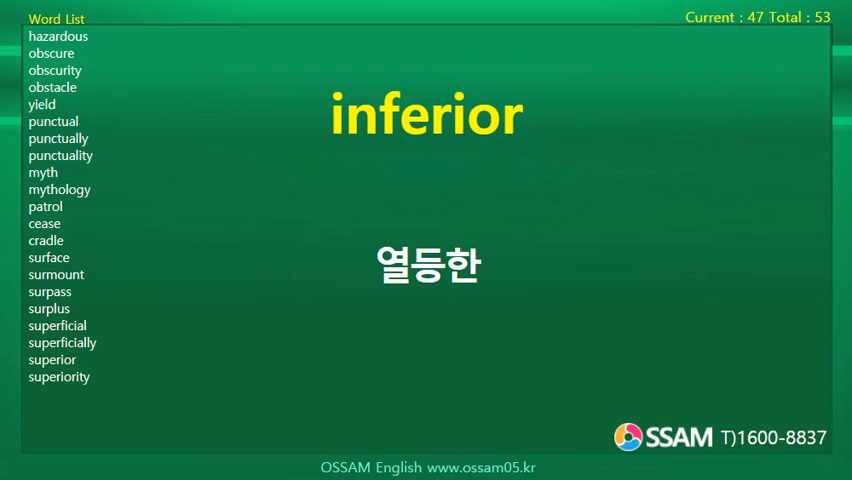 Word List
Current : 47 Total : 53
hazardous
obscure
obscurity
obstacle
yield
punctual
punctually
punctuality
myth
mythology
patrol
cease
cradle
surface
surmount
surpass
surplus
superficial
superficially
superior
superiority
inferior
열등한
SSAM T)1600-8837
OSSAM English www.ossam05.kr